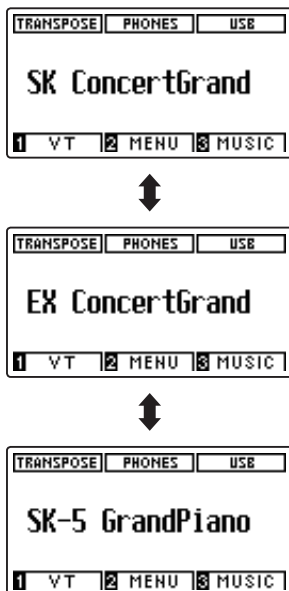 TRANSPOSE PHONES USB
SK ConcertGrand
1 VT 2 MENU 3 MUSIC
TRANSPOSE PHONES USB
EX ConcertGrand
1 VT 2 MENU 3 MUSIC
TRANSPOSE PHONES USB
SK-5 GrandPiano
1 VT 2 MENU 3 MUSIC